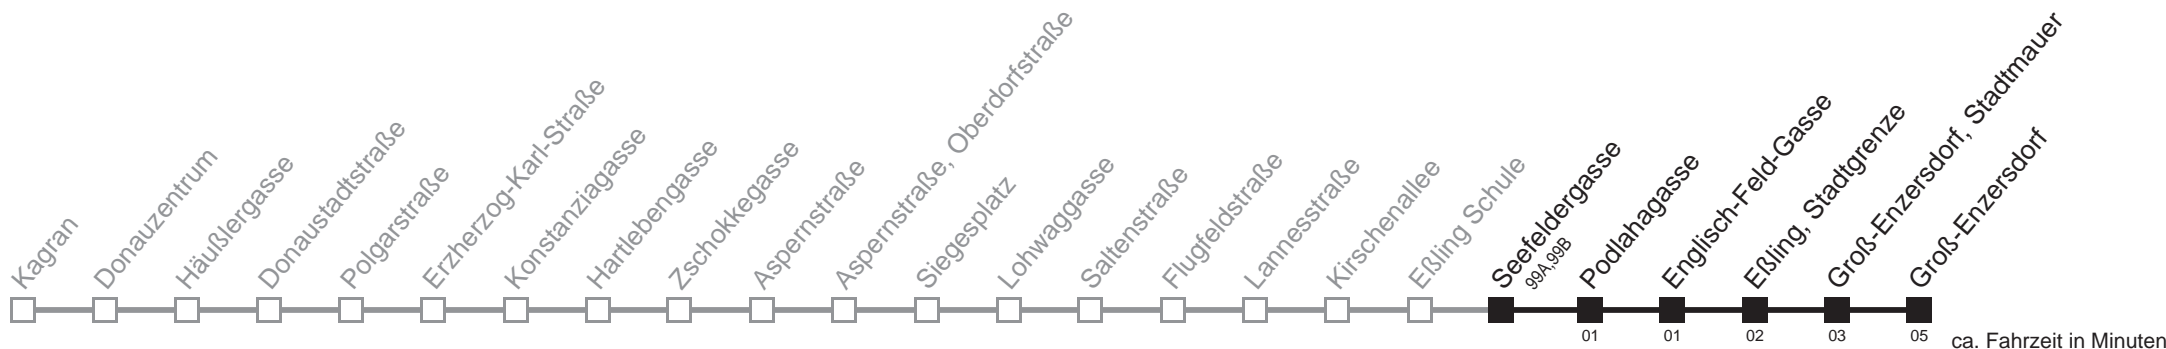 Kagran
Donauzentrum
Häußlergasse
Donaustadtstraße
Polgarstraße
Erzherzog-Karl-Straße
Konstanziagasse
Hartlebengasse
Zschokkegasse
Aspernstraße
Aspernstraße, Oberdorfstraße
Siegesplatz
Lohwaggasse
Saltenstraße
Flugfeldstraße
Lannesstraße
Kirschenallee
Eßling Schule
Seefeldergasse
99A,99B
Podlahagasse
Englisch-Feld-Gasse
Eßling, Stadtgrenze
Groß-Enzersdorf, Stadtmauer
Groß-Enzersdorf
01 01 02 03 05 ca. Fahrzeit in Minuten